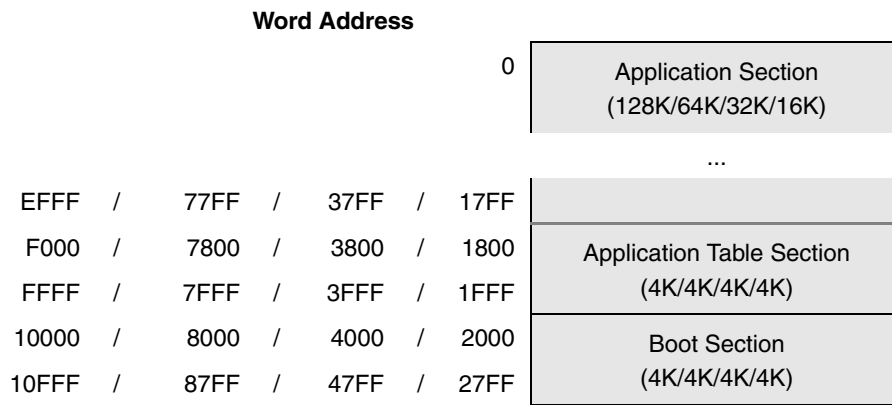 Word Address
0
Application Section
(128K/64K/32K/16K)
...
EFFF / 77FF / 37FF / 17FF
F000 / 7800 / 3800 / 1800
Application Table Section
(4K/4K/4K/4K)
FFFF / 7FFF / 3FFF / 1FFF
10000 / 8000 / 4000 / 2000
Boot Section
(4K/4K/4K/4K)
10FFF / 87FF / 47FF / 27FF